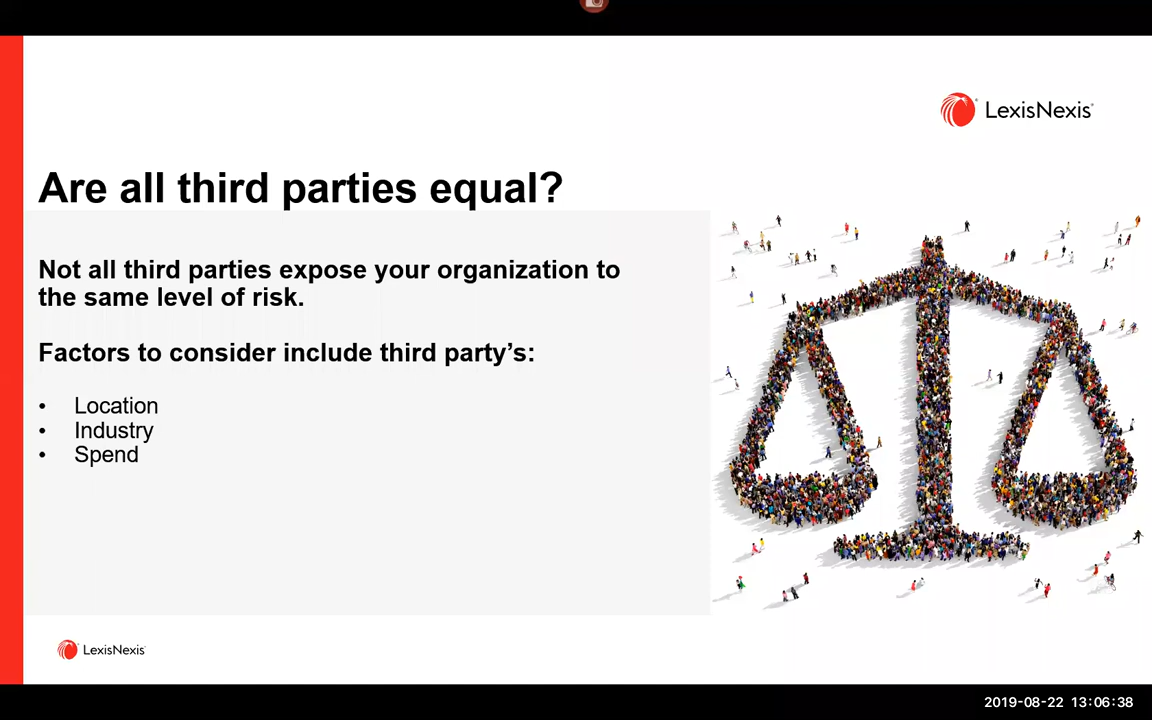 LexisNexis
Are all third parties equal?
Not all third parties expose your organization to
the same level of risk.
Factors to consider include third party’s:
• Location
• Industry
• Spend
LexisNexis
2019-08-22 13:06:38